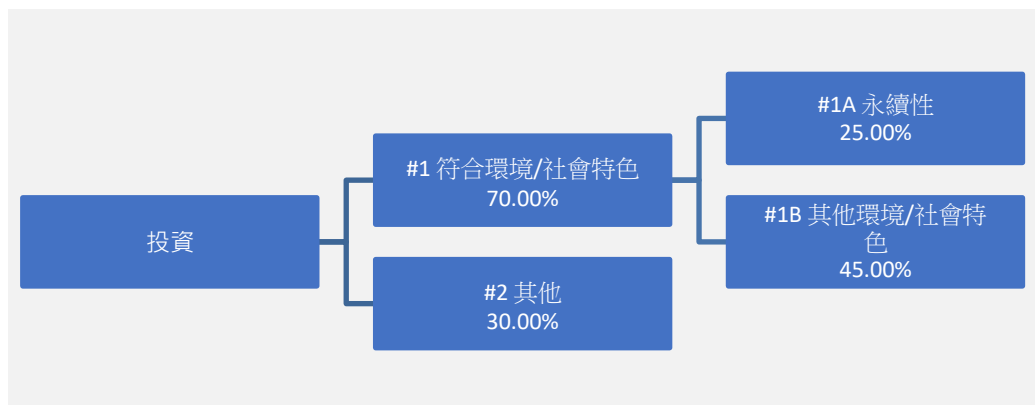 投資
#1 符合環境/社會特色
70.00%
#2 其他
30.00%
#1A 永續性
25.00%
#1B 其他環境/社會特
色
45.00%